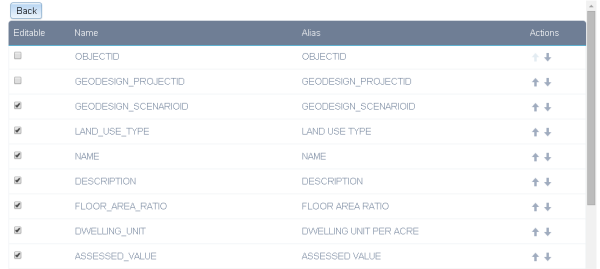 Back
Editable Name Alias Actions
OBJECTID OBJECTID
GEODESIGN_PROJECTID GEODESIGN_PROJECTID
GEODESIGN_SCENARIOID GEODESIGN_SCENARIOID
LAND_USE_TYPE LAND USE TYPE
NAME NAME
DESCRIPTION DESCRIPTION
FLOOR_AREA_RATIO FLOOR AREA RATIO
DWELLING_UNIT DWELLING UNIT PER ACRE
ASSESSED_VALUE ASSESSED VALUE